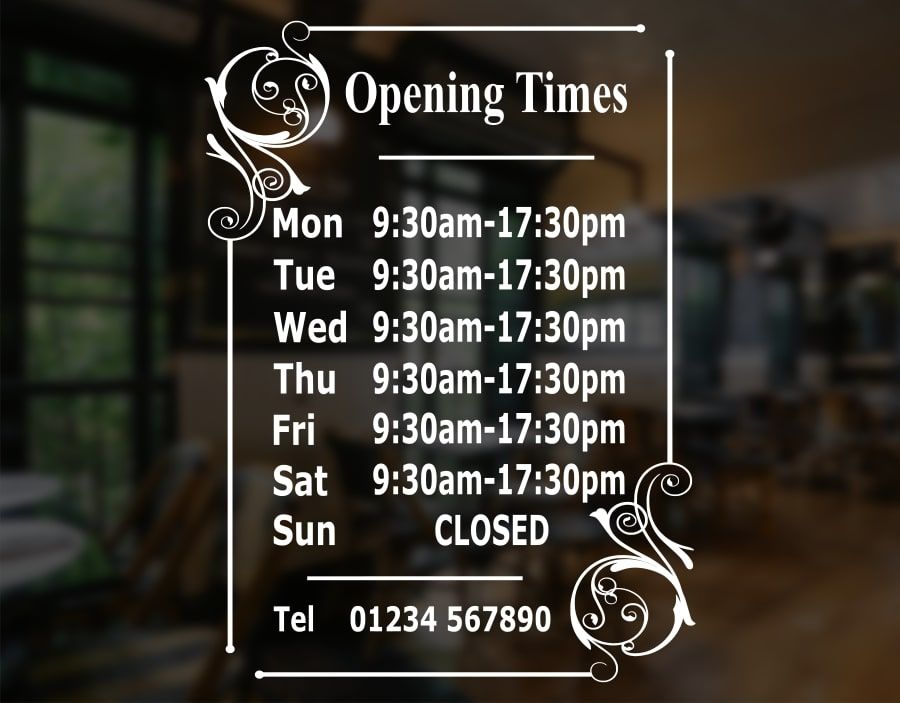 Opening Times
Mon 9:30am-17:30pm
Tue 9:30am-17:30pm
Wed 9:30am-17:30pm
Thu 9:30am-17:30pm
Fri 9:30am-17:30pm
Sat 9:30am-17:30pm
Sun CLOSED
Tel 01234 567890